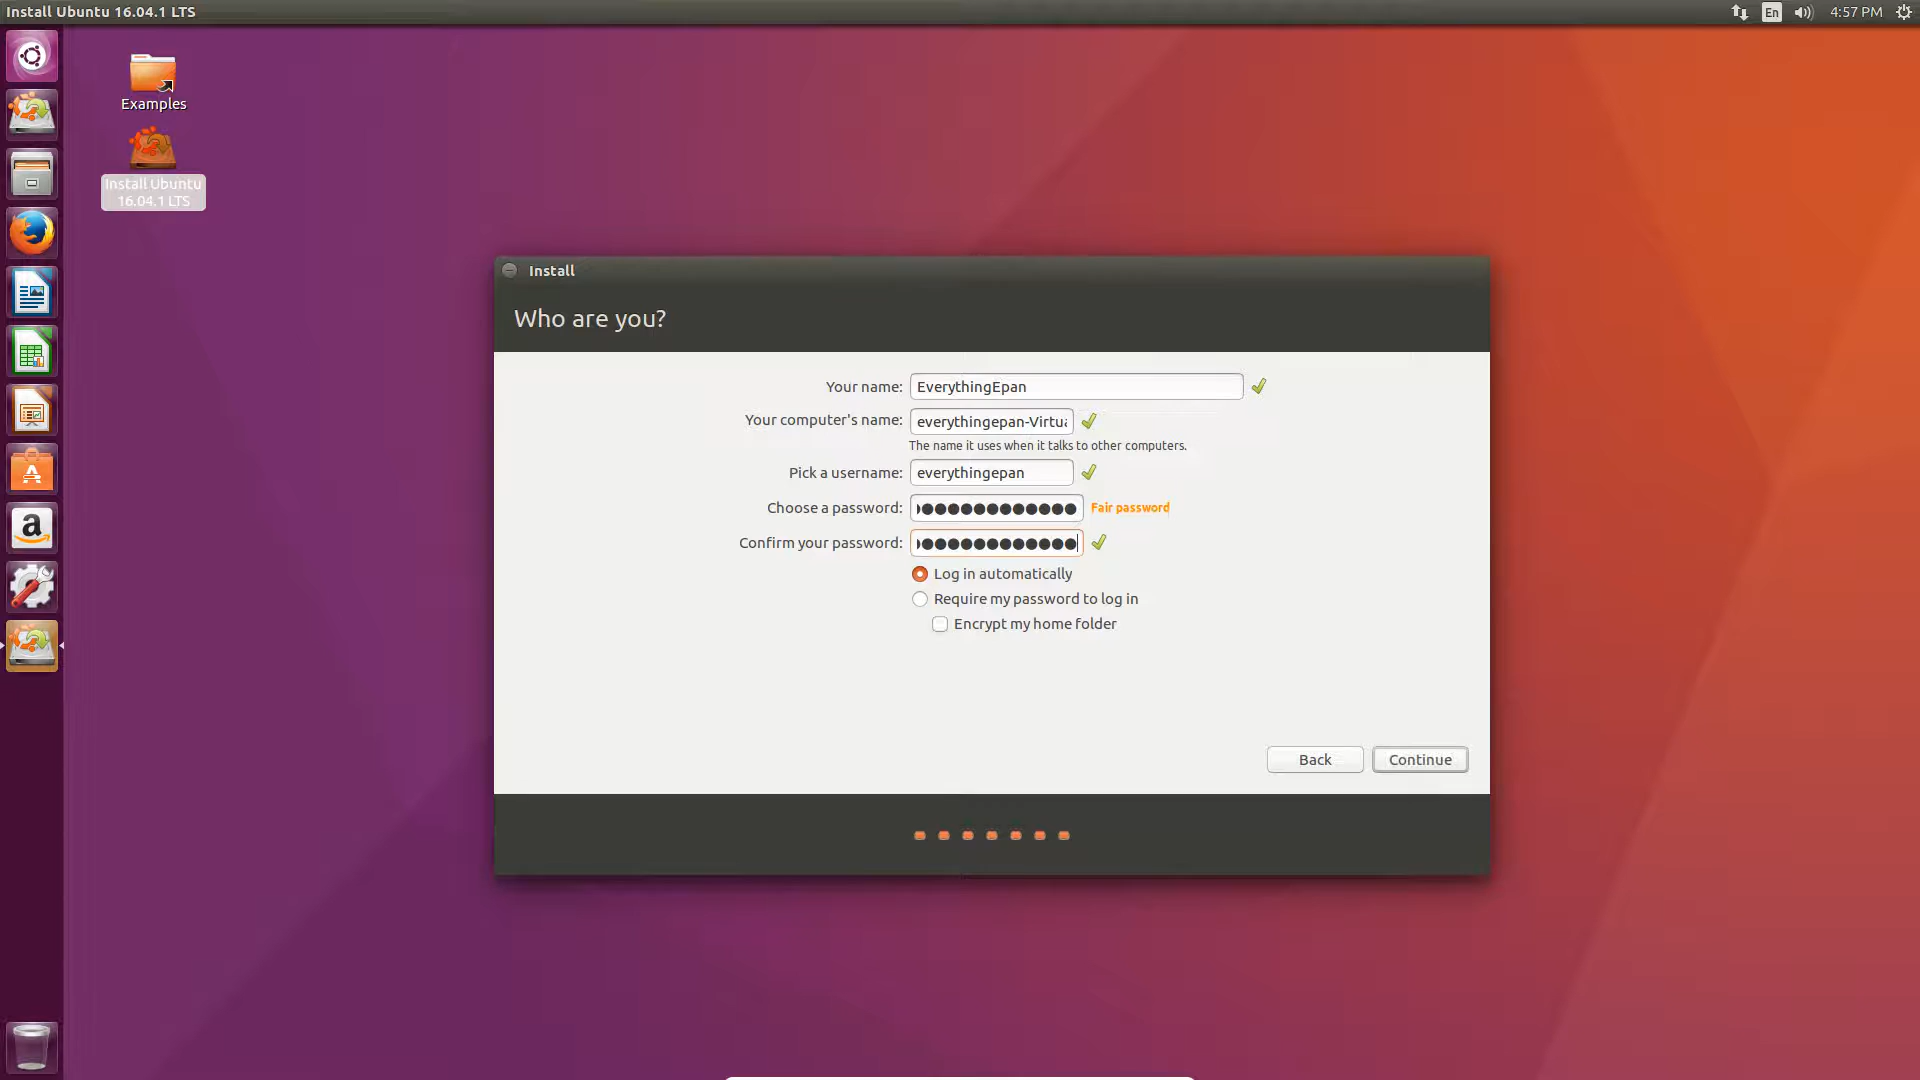 Install Ubuntu 16.04.1 LTS
En
4:57 PM
Examples
Install Ubuntu
16.04.1 LTS
Install
Who are you?
Your name: EverythingEpan
Your computer's name: everythingepan-Virtua
The name it uses when it talks to other computers.
Pick a username: everythingepan
Choose a password: Fair password
Confirm your password:
Log in automatically
Require my password to log in
Encrypt my home folder
Back
Continue